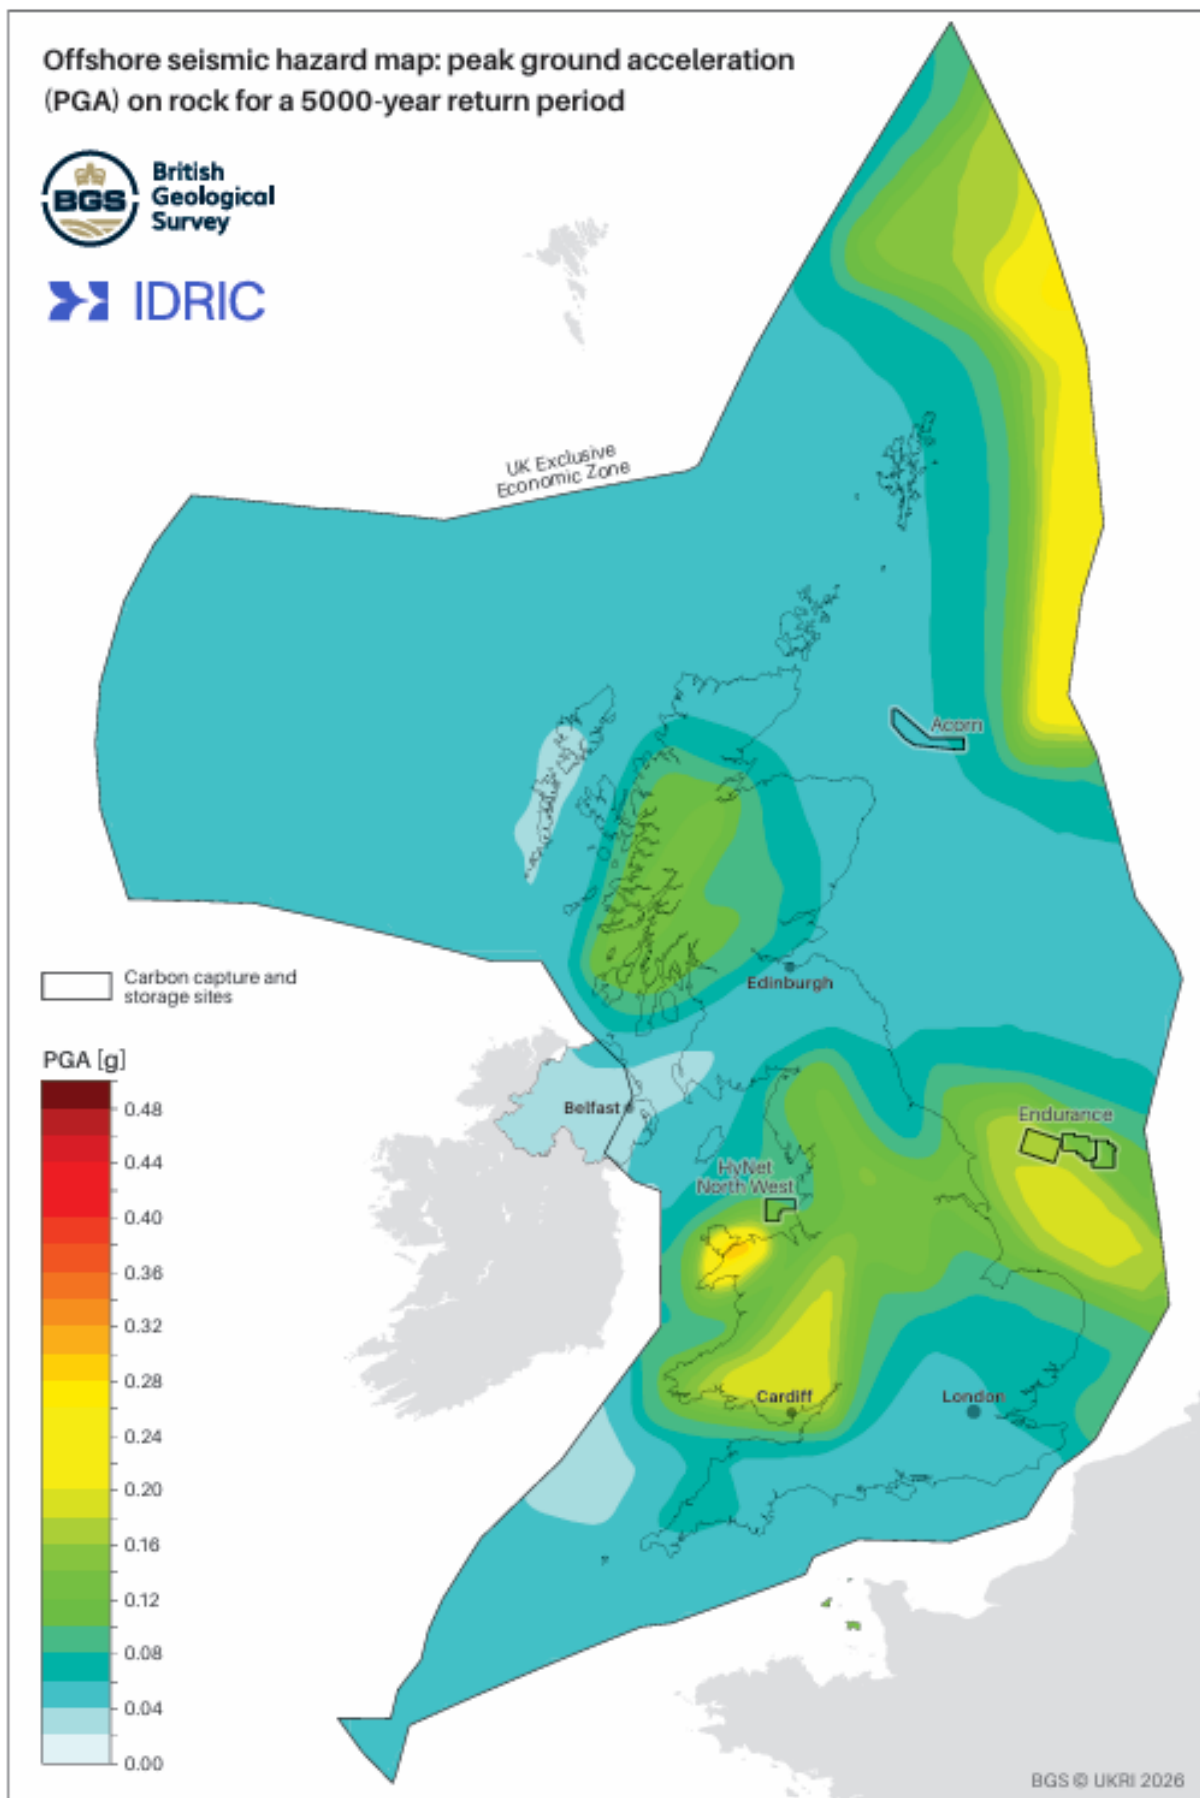 Offshore seismic hazard map: peak ground acceleration
(PGA) on rock for a 5000-year return period
BGS
British
Geological
Survey
IDRIC
UK Exclusive
Economic Zone
Acorn
Carbon capture and
storage sites
Edinburgh
PGA [g]
Belfast
Endurance
HyNet
North West
0.48
0.44
0.40
0.36
0.32
0.28
0.24
0.20
0.16
0.12
0.08
0.04
0.00
Cardiff
London
BGS © UKRI 2026